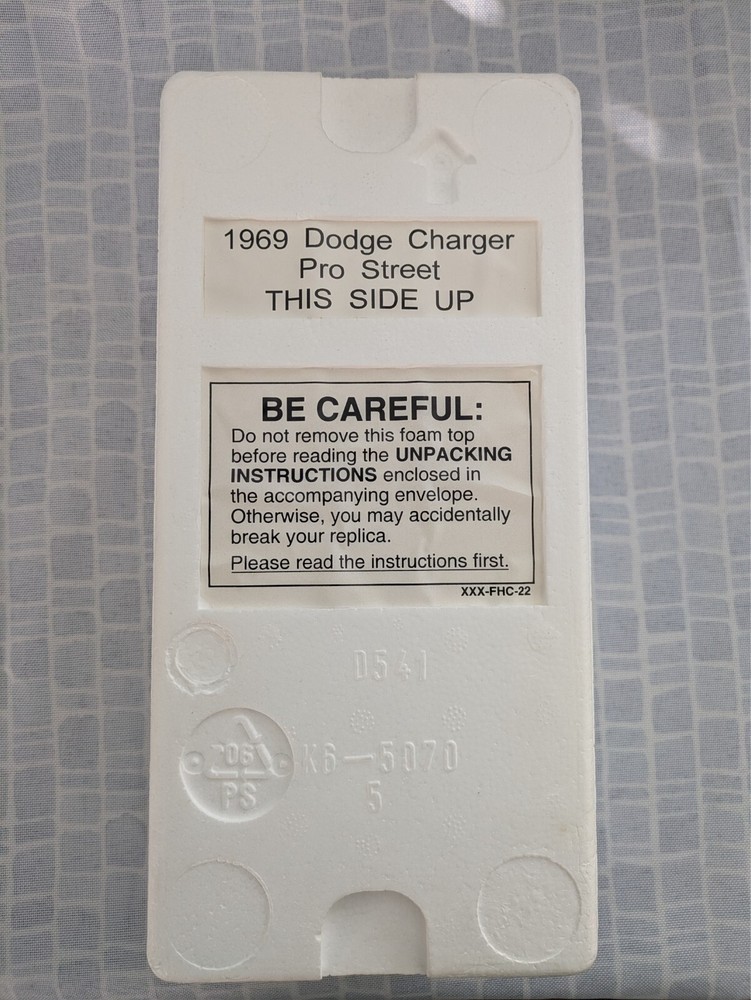 1969 Dodge Charger
Pro Street
THIS SIDE UP
BE CAREFUL:
Do not remove this foam top
before reading the UNPACKING
INSTRUCTIONS enclosed in
the accompanying envelope.
Otherwise, you may accidentally
break your replica.
Please read the instructions first.
XXX-FHC-22
D541
06
K6-5070
PS
5